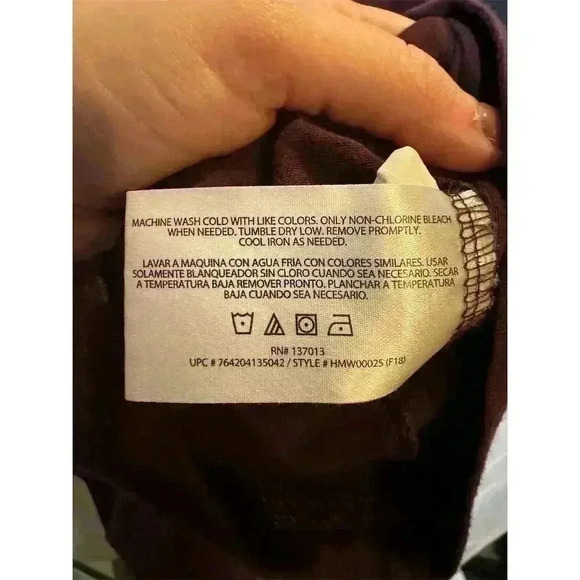 MACHINE WASH COLD WITH LIKE COLORS. ONLY NON-CHLORINE BLEACH
WHEN NEEDED. TUMBLE DRY LOW. REMOVE PROMPTLY.
COOL IRON AS NEEDED.
LAVAR A MAQUINA CON AGUA FRIA CON COLORES SIMILARES. USAR
SOLAMENTE BLANQUEADOR SIN CLORO CUANDO SEA NECESARIO. SECAR
A TEMPERATURA BAJA REMOVER PRONTO, PLANCHAR A TEMPERATURA
BAJA CUANDO SEA NECESARIO.
RN# 137013
UPC # 764204135042 / STYLE # HMW00025 (F18)